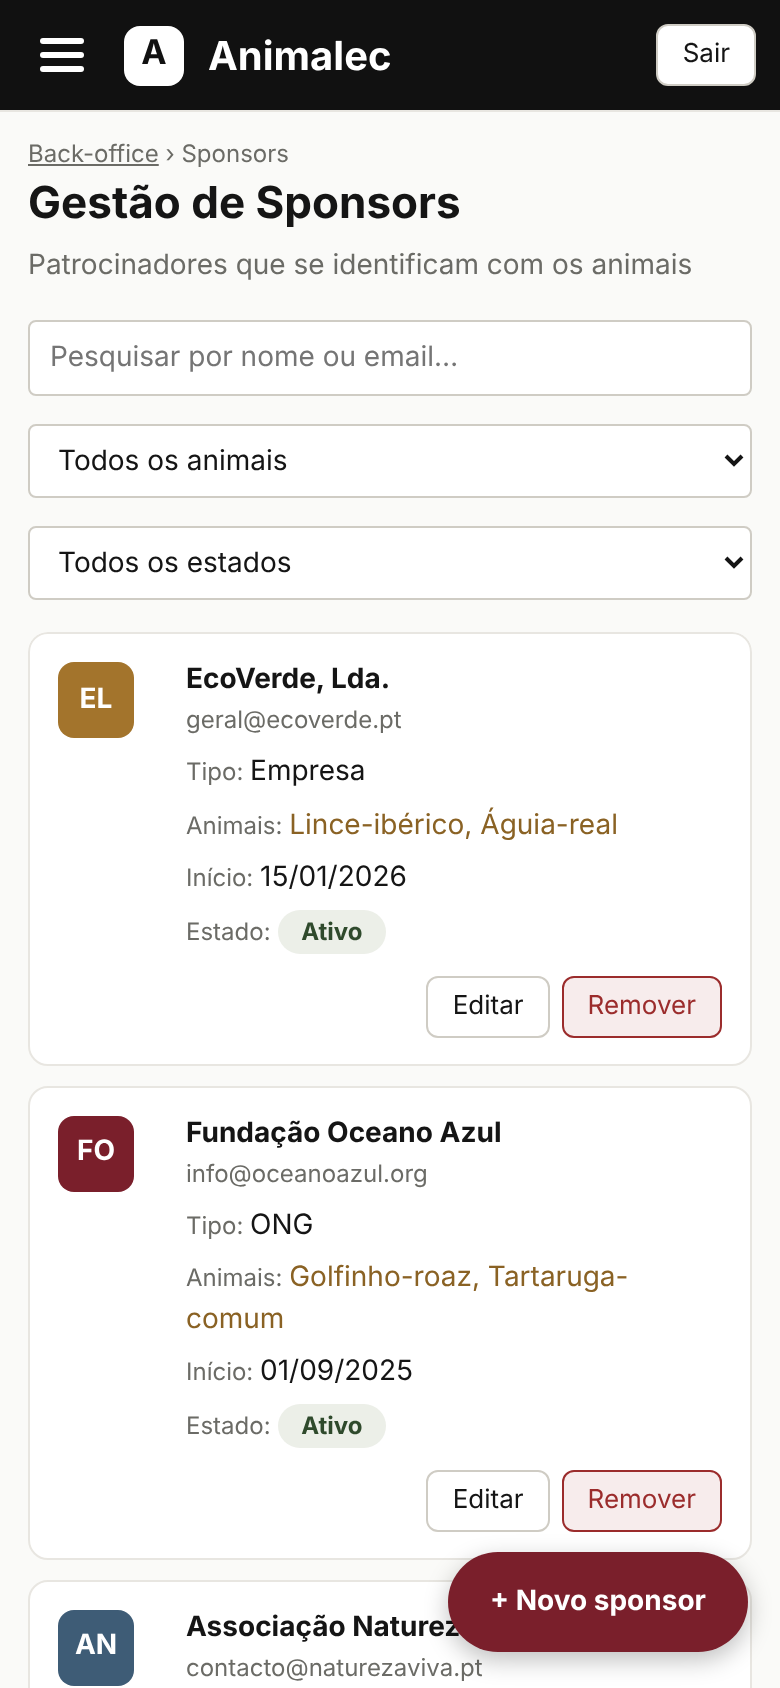 A Animalec Sair
Back-office › Sponsors
Gestão de Sponsors
Patrocinadores que se identificam com os animais
Pesquisar por nome ou email...
Todos os animais
Todos os estados
EL
EcoVerde, Lda.
geral@ecoverde.pt
Tipo: Empresa
Animais: Lince-ibérico, Águia-real
Início: 15/01/2026
Estado: Ativo
Editar Remover
FO
Fundação Oceano Azul
info@oceanoazul.org
Tipo: ONG
Animais: Golfinho-roaz, Tartaruga-
comum
Início: 01/09/2025
Estado: Ativo
Editar Remover
+ Novo sponsor
AN
Associação
contacto@naturezaviva.pt